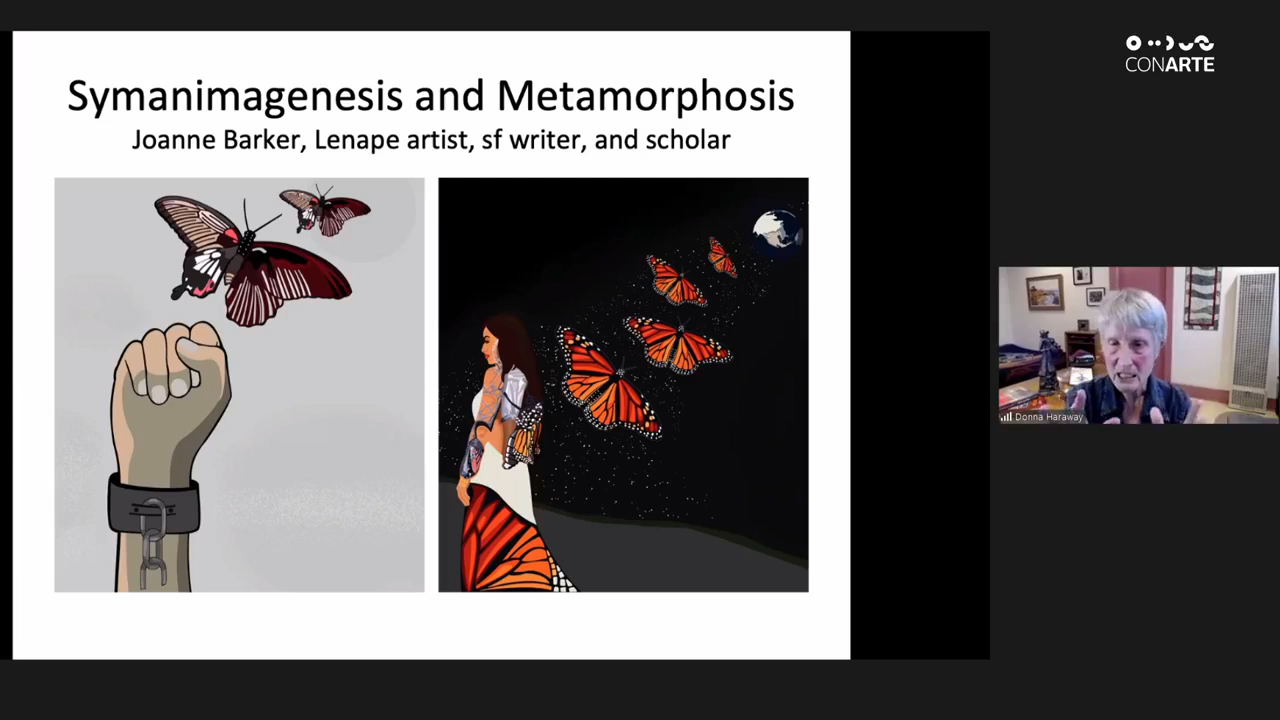 CONARTE
Symanimagenesis and Metamorphosis
Joanne Barker, Lenape artist, sf writer, and scholar
Donna Haraway